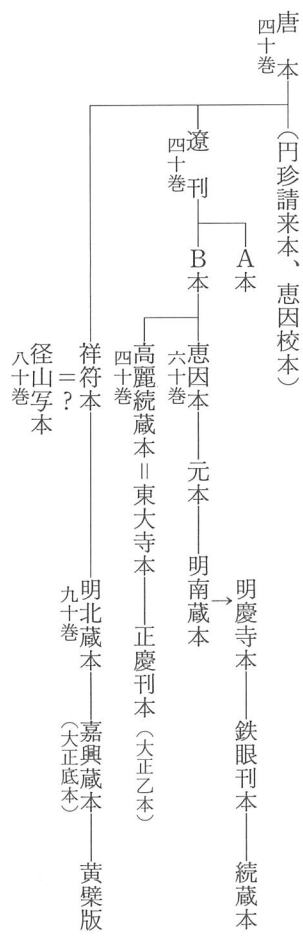 唐本
四十巻
（円珍請来本、恵因校本）
遼刊
四十巻
A本
B本
恵因本
六十巻
元本
明南蔵本
→
明慶寺本
鉄眼刊本
続蔵本
高麗続蔵本＝東大寺本
四十巻
正慶刊本
（大正乙本）
祥符本
＝？
径山写本
八十巻
明北蔵本
九十巻
嘉興蔵本
（大正底本）
黄檗版